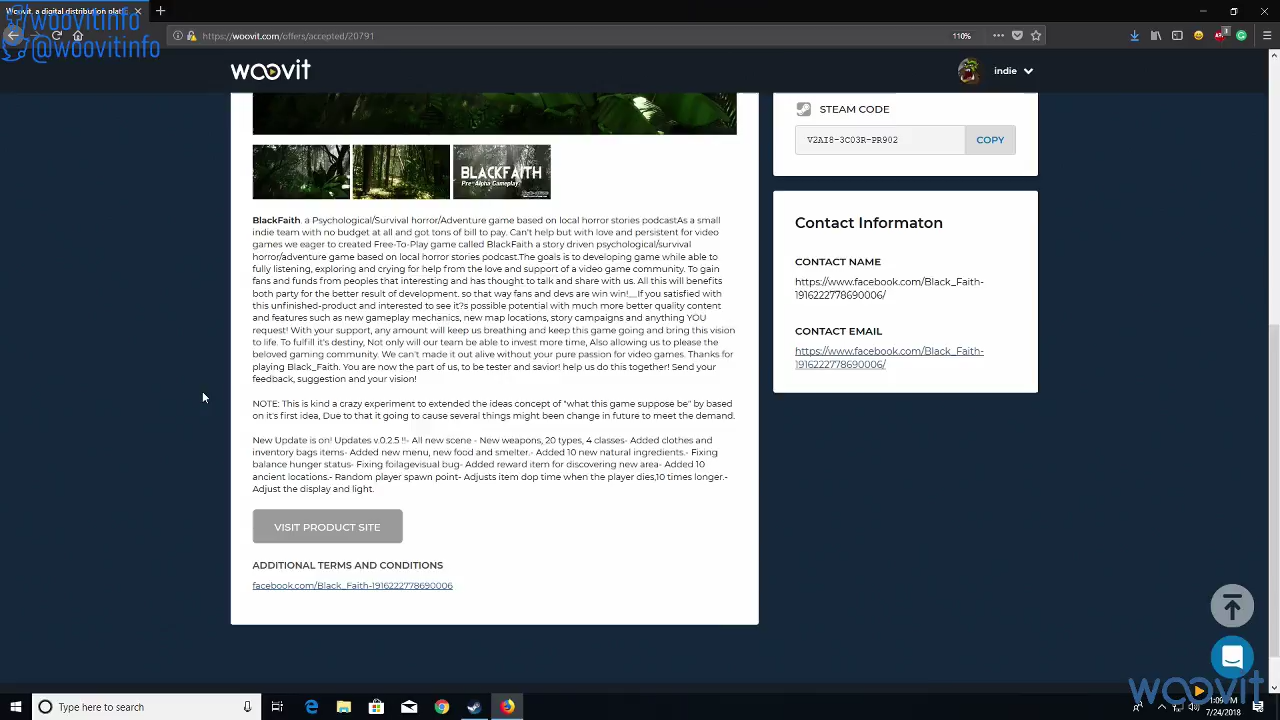 Woovit, a digital distribution plat
woovitinfo
@woovitinfo
https://woovit.com/offers/accepted/20791
110%
woovit
indie
STEAM CODE
V2AI8-3C03R-PR902
COPY
BLACKFAITH
Pre-Alpha Gameplay
Contact Informaton
CONTACT NAME
https://www.facebook.com/Black_Faith-
1916222778690006/
CONTACT EMAIL
https://www.facebook.com/Black_Faith-
1916222778690006/
BlackFaith, a Psychological/Survival horror/Adventure game based on local horror stories podcastAs a small
indie team with no budget at all and got tons of bill to pay. Can't help but with love and persistent for video
games we eager to created Free-To-Play game called BlackFaith a story driven psychological/survival
horror/adventure game based on local horror stories podcast.The goals is to developing game while able to
fully listening, exploring and crying for help from the love and support of a video game community. To gain
fans and funds from peoples that interesting and has thought to talk and share with us. All this will benefits
both party for the better result of development. so that way fans and devs are win win!__If you satisfied with
this unfinished-product and interested to see it?s possible potential with much more better quality content
and features such as new gameplay mechanics, new map locations, story campaigns and anything YOU
request! With your support, any amount will keep us breathing and keep this game going and bring this vision
to life. To fulfill it's destiny, Not only will our team be able to invest more time, Also allowing us to please the
beloved gaming community. We can't made it out alive without your pure passion for video games. Thanks for
playing Black_Faith. You are now the part of us, to be tester and savior! help us do this together! Send your
feedback, suggestion and your vision!
NOTE: This is kind a crazy experiment to extended the ideas concept of "what this game suppose be" by based
on it's first idea, Due to that it going to cause several things might been change in future to meet the demand.
New Update is on! Updates v.0.2.5 !!- All new scene - New weapons, 20 types, 4 classes- Added clothes and
inventory bags items- Added new menu, new food and smelter.- Added 10 new natural ingredients.- Fixing
balance hunger status- Fixing foilagevisual bug- Added reward item for discovering new area- Added 10
ancient locations.- Random player spawn point- Adjusts item dop time when the player dies,10 times longer.-
Adjust the display and light.
VISIT PRODUCT SITE
ADDITIONAL TERMS AND CONDITIONS
facebook.com/Black_Faith-1916222778690006
woovit
Type here to search
7/24/2018